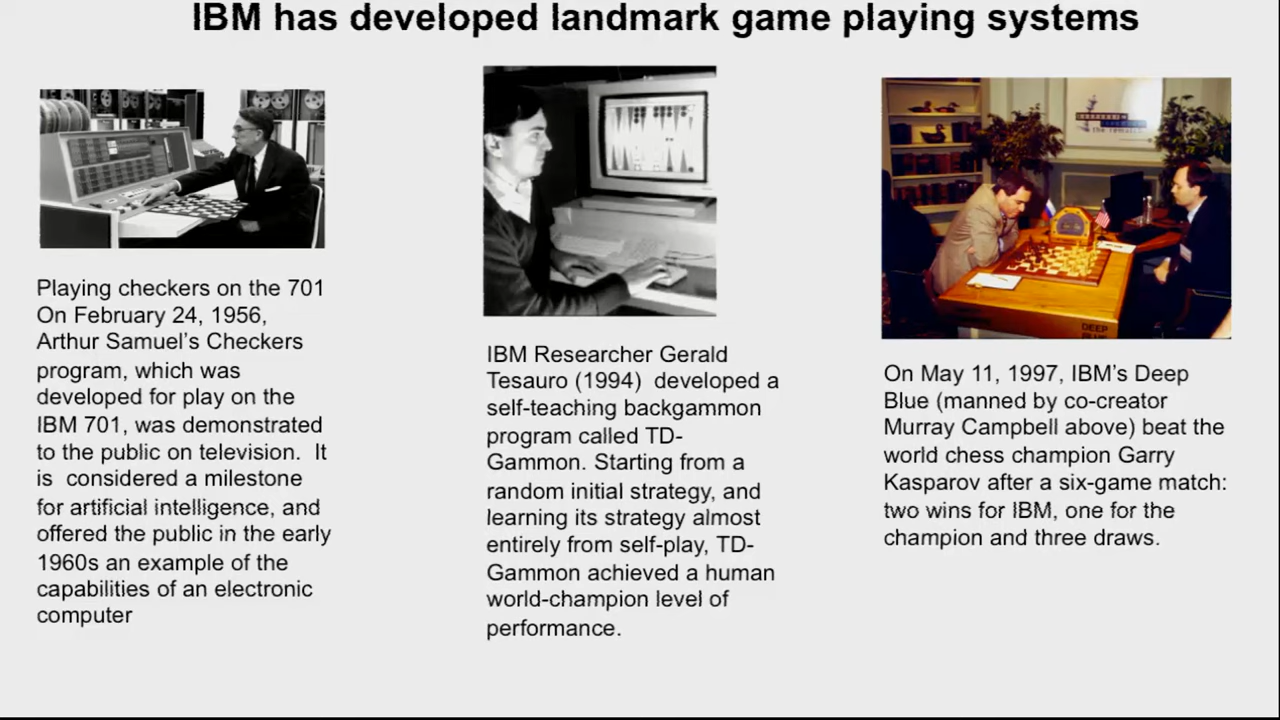 IBM has developed landmark game playing systems
Playing checkers on the 701
On February 24, 1956,
Arthur Samuel’s Checkers
program, which was
developed for play on the
IBM 701, was demonstrated
to the public on television.  It
is  considered a milestone
for artificial intelligence, and
offered the public in the early
1960s an example of the
capabilities of an electronic
computer
IBM Researcher Gerald
Tesauro (1994)  developed a
self-teaching backgammon
program called TD-
Gammon. Starting from a
random initial strategy, and
learning its strategy almost
entirely from self-play, TD-
Gammon achieved a human
world-champion level of
performance.
the rematch
DEEP
BLUE
On May 11, 1997, IBM’s Deep
Blue (manned by co-creator
Murray Campbell above) beat the
world chess champion Garry
Kasparov after a six-game match:
two wins for IBM, one for the
champion and three draws.